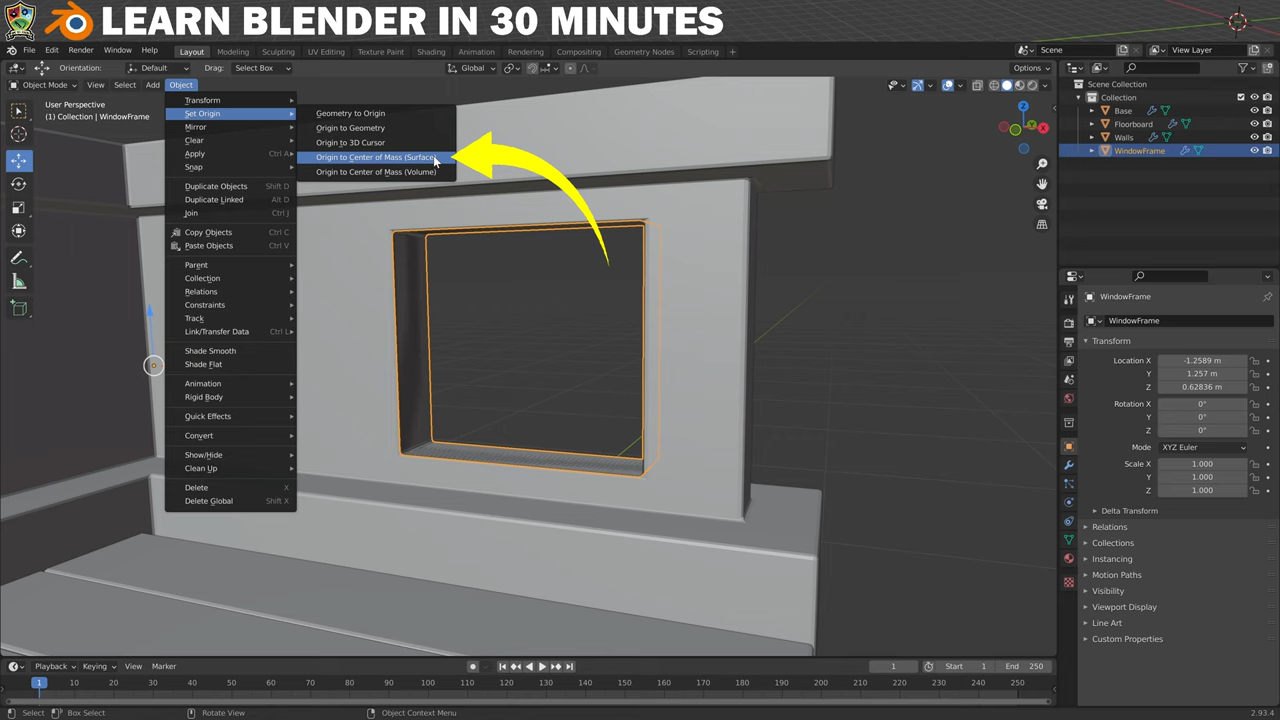 LEARN BLENDER IN 30 MINUTES
File Edit Render Window Help
Layout Modeling Sculpting UV Editing Texture Paint Shading Animation Rendering Compositing Geometry Nodes Scripting +
Scene
View Layer
Orientation: Default Drag: Select Box
Global
Options
Object Mode View Select Add Object
User Perspective
(1) Collection | WindowFrame
Transform
Set Origin
Mirror
Clear
Apply Ctrl A
Snap
Duplicate Objects Shift D
Duplicate Linked Alt D
Join Ctrl J
Copy Objects Ctrl C
Paste Objects Ctrl V
Parent
Collection
Relations
Constraints
Track
Link/Transfer Data Ctrl L
Shade Smooth
Shade Flat
Animation
Rigid Body
Quick Effects
Convert
Show/Hide
Clean Up
Delete X
Delete Global Shift X
Geometry to Origin
Origin to Geometry
Origin to 3D Cursor
Origin to Center of Mass (Surface)
Origin to Center of Mass (Volume)
Z
Scene Collection
Collection
Base
Floorboard
Walls
WindowFrame
WindowFrame
WindowFrame
Transform
Location X -1.2589 m
Y 1.257 m
Z 0.62836 m
Rotation X 0°
Y 0°
Z 0°
Mode XYZ Euler
Scale X 1.000
Y 1.000
Z 1.000
Delta Transform
Relations
Collections
Instancing
Motion Paths
Visibility
Viewport Display
Line Art
Custom Properties
Playback Keying View Marker
1 Start 1 End 250
1 10 20 30 40 50 60 70 80 90 100 110 120 130 140 150 160 170 180 190 200 210 220 230 240 250
Select Box Select Rotate View Object Context Menu
2.93.4